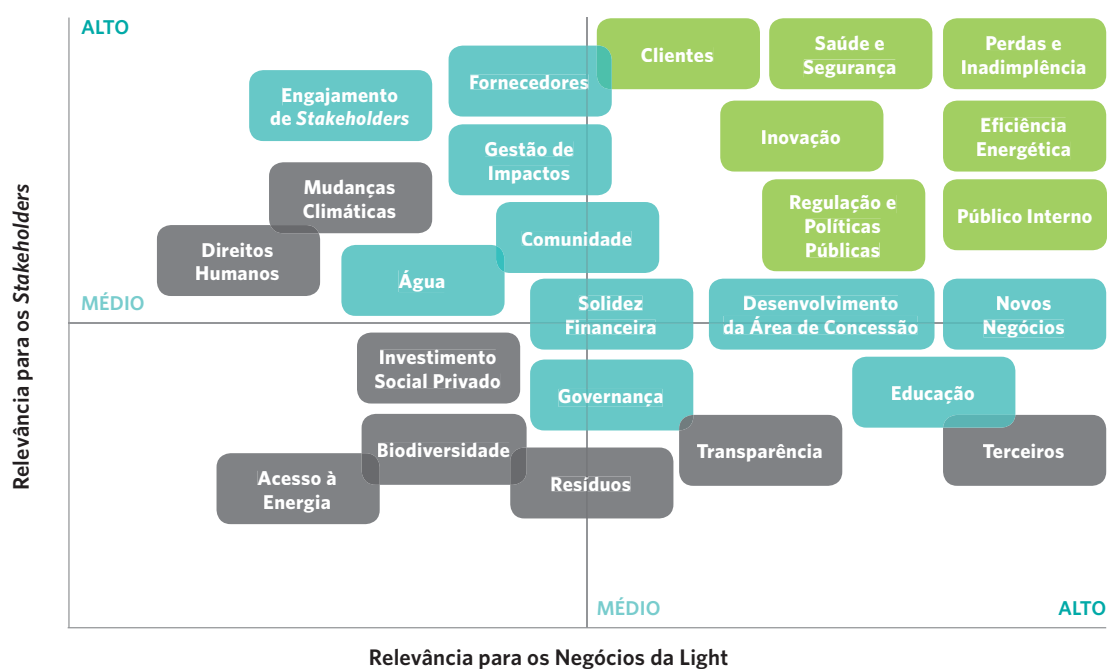 ALTO
Clientes
Saúde e
Segurança
Perdas e
Inadimplência
Fornecedores
Engajamento
de Stakeholders
Inovação
Eficiência
Energética
Gestão de
Impactos
Mudanças
Climáticas
Regulação e
Políticas
Públicas
Público Interno
Comunidade
Direitos
Humanos
Água
MÉDIO
Solidez
Financeira
Desenvolvimento
da Área de Concessão
Novos
Negócios
Investimento
Social Privado
Governança
Educação
Biodiversidade
Transparência
Terceiros
Acesso à
Energia
Resíduos
MÉDIO
ALTO
Relevância para os Stakeholders
Relevância para os Negócios da Light